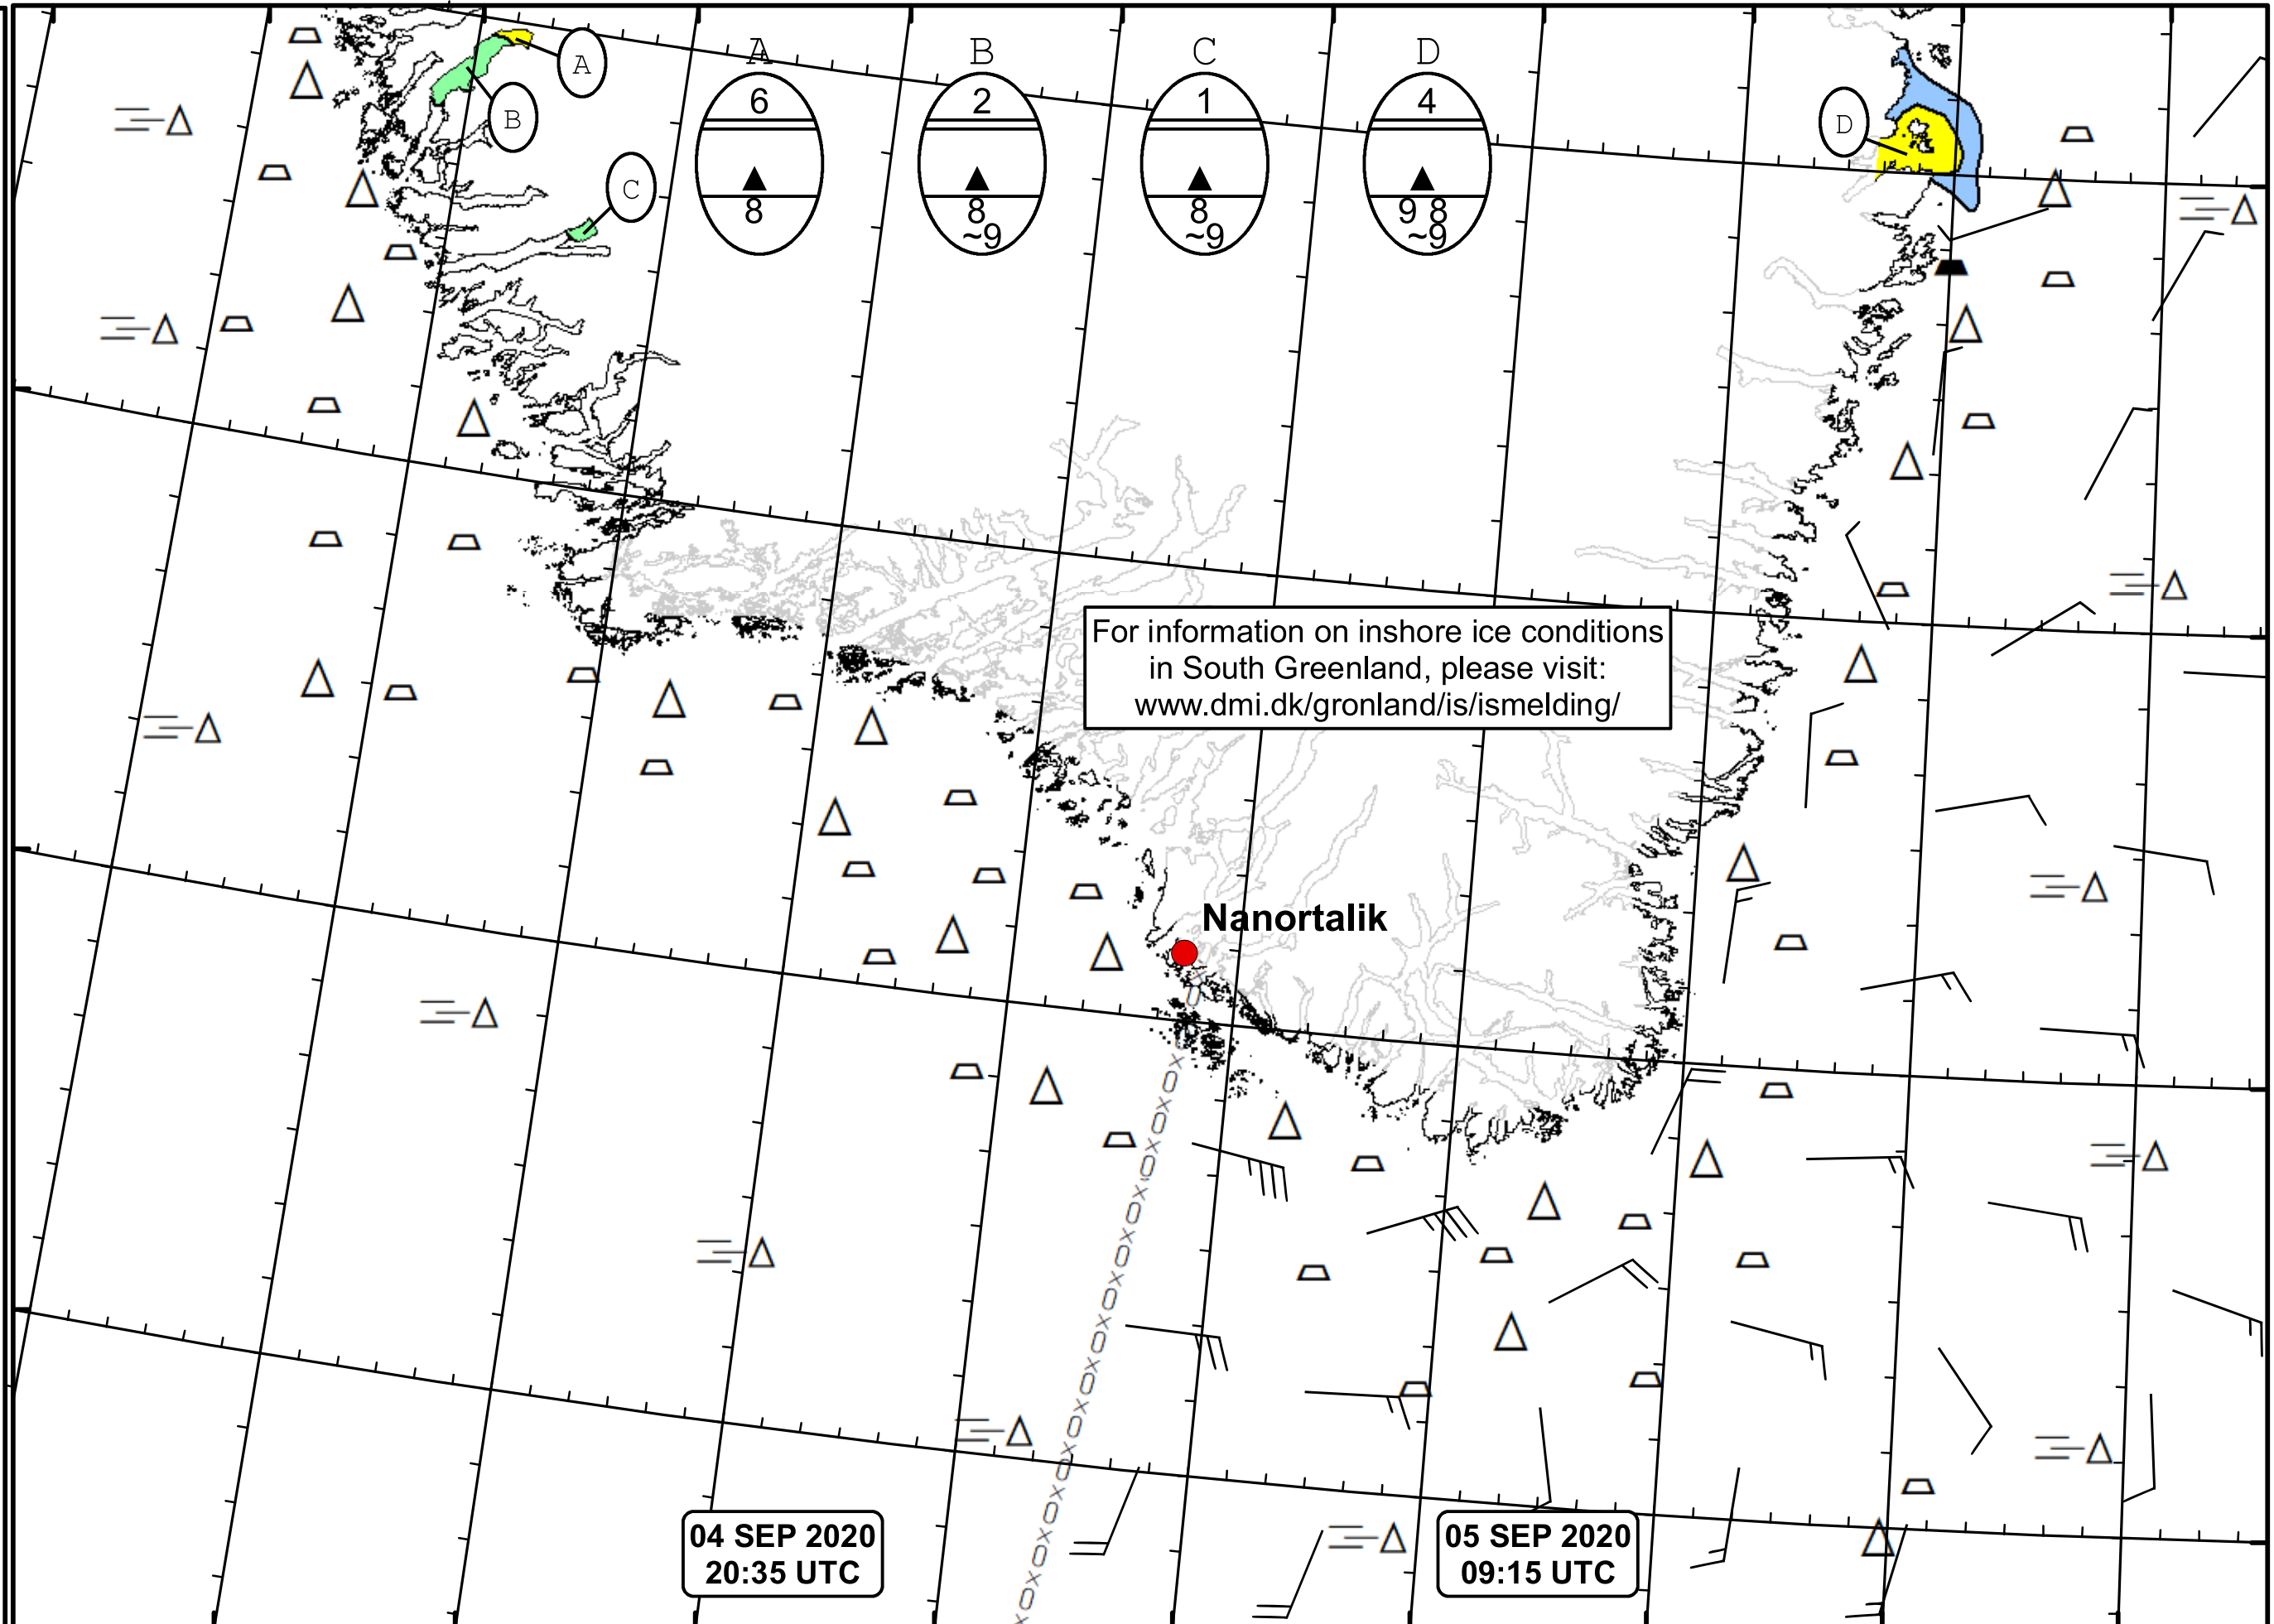 A B C D
6 2 1 4
8 8 8 9 8
~9 ~9 ~9
A
B
C
D
For information on inshore ice conditions
in South Greenland, please visit:
www.dmi.dk/gronland/is/ismelding/
Nanortalik
04 SEP 2020
20:35 UTC
05 SEP 2020
09:15 UTC